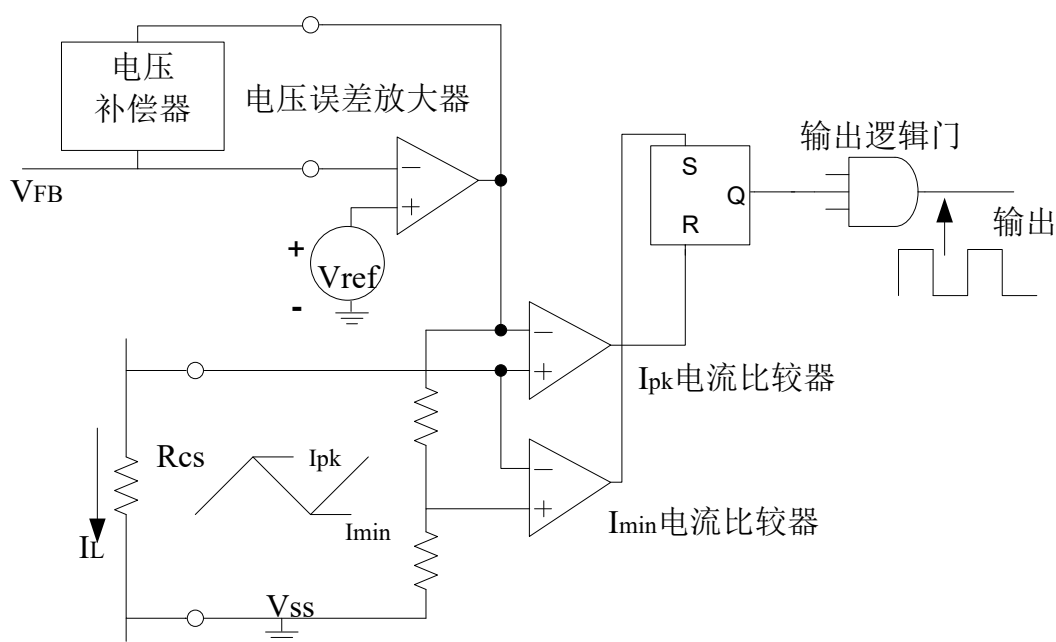 电压
补偿器
电压误差放大器
VFB
−
+
+
Vref
-
S
R
Q
输出逻辑门
输出
−
+
Ipk电流比较器
−
+
Imin电流比较器
Rcs
Ipk
Imin
IL
Vss